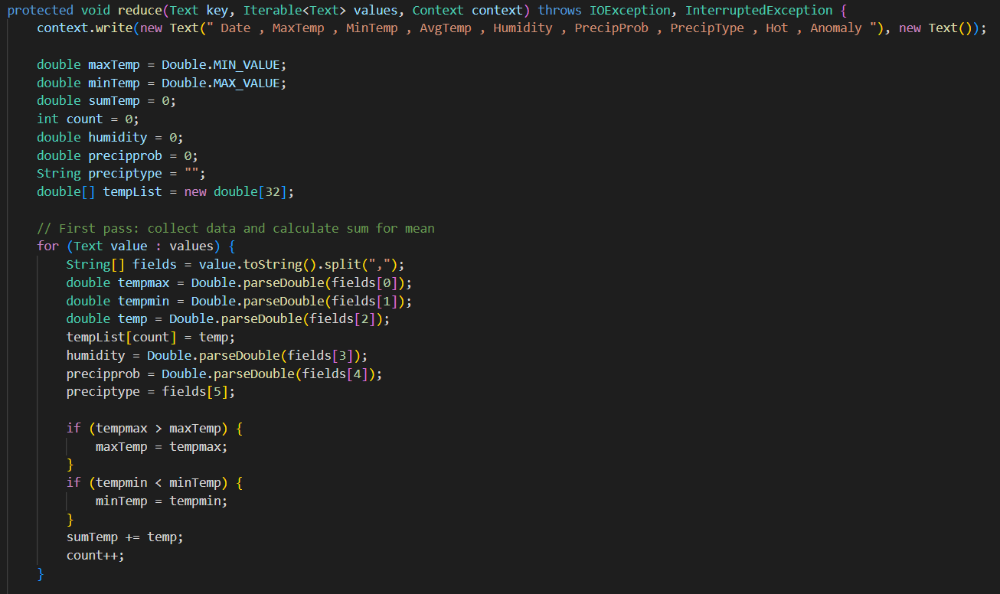 protected void reduce(Text key, Iterable<Text> values, Context context) throws IOException, InterruptedException {
    context.write(new Text(" Date , MaxTemp , MinTemp , AvgTemp , Humidity , PrecipProb , PrecipType , Hot , Anomaly "), new Text());

    double maxTemp = Double.MIN_VALUE;
    double minTemp = Double.MAX_VALUE;
    double sumTemp = 0;
    int count = 0;
    double humidity = 0;
    double precipprob = 0;
    String preciptype = "";
    double[] tempList = new double[32];

    // First pass: collect data and calculate sum for mean
    for (Text value : values) {
        String[] fields = value.toString().split(",");
        double tempmax = Double.parseDouble(fields[0]);
        double tempmin = Double.parseDouble(fields[1]);
        double temp = Double.parseDouble(fields[2]);
        tempList[count] = temp;
        humidity = Double.parseDouble(fields[3]);
        precipprob = Double.parseDouble(fields[4]);
        preciptype = fields[5];

        if (tempmax > maxTemp) {
            maxTemp = tempmax;
        }
        if (tempmin < minTemp) {
            minTemp = tempmin;
        }
        sumTemp += temp;
        count++;
    }